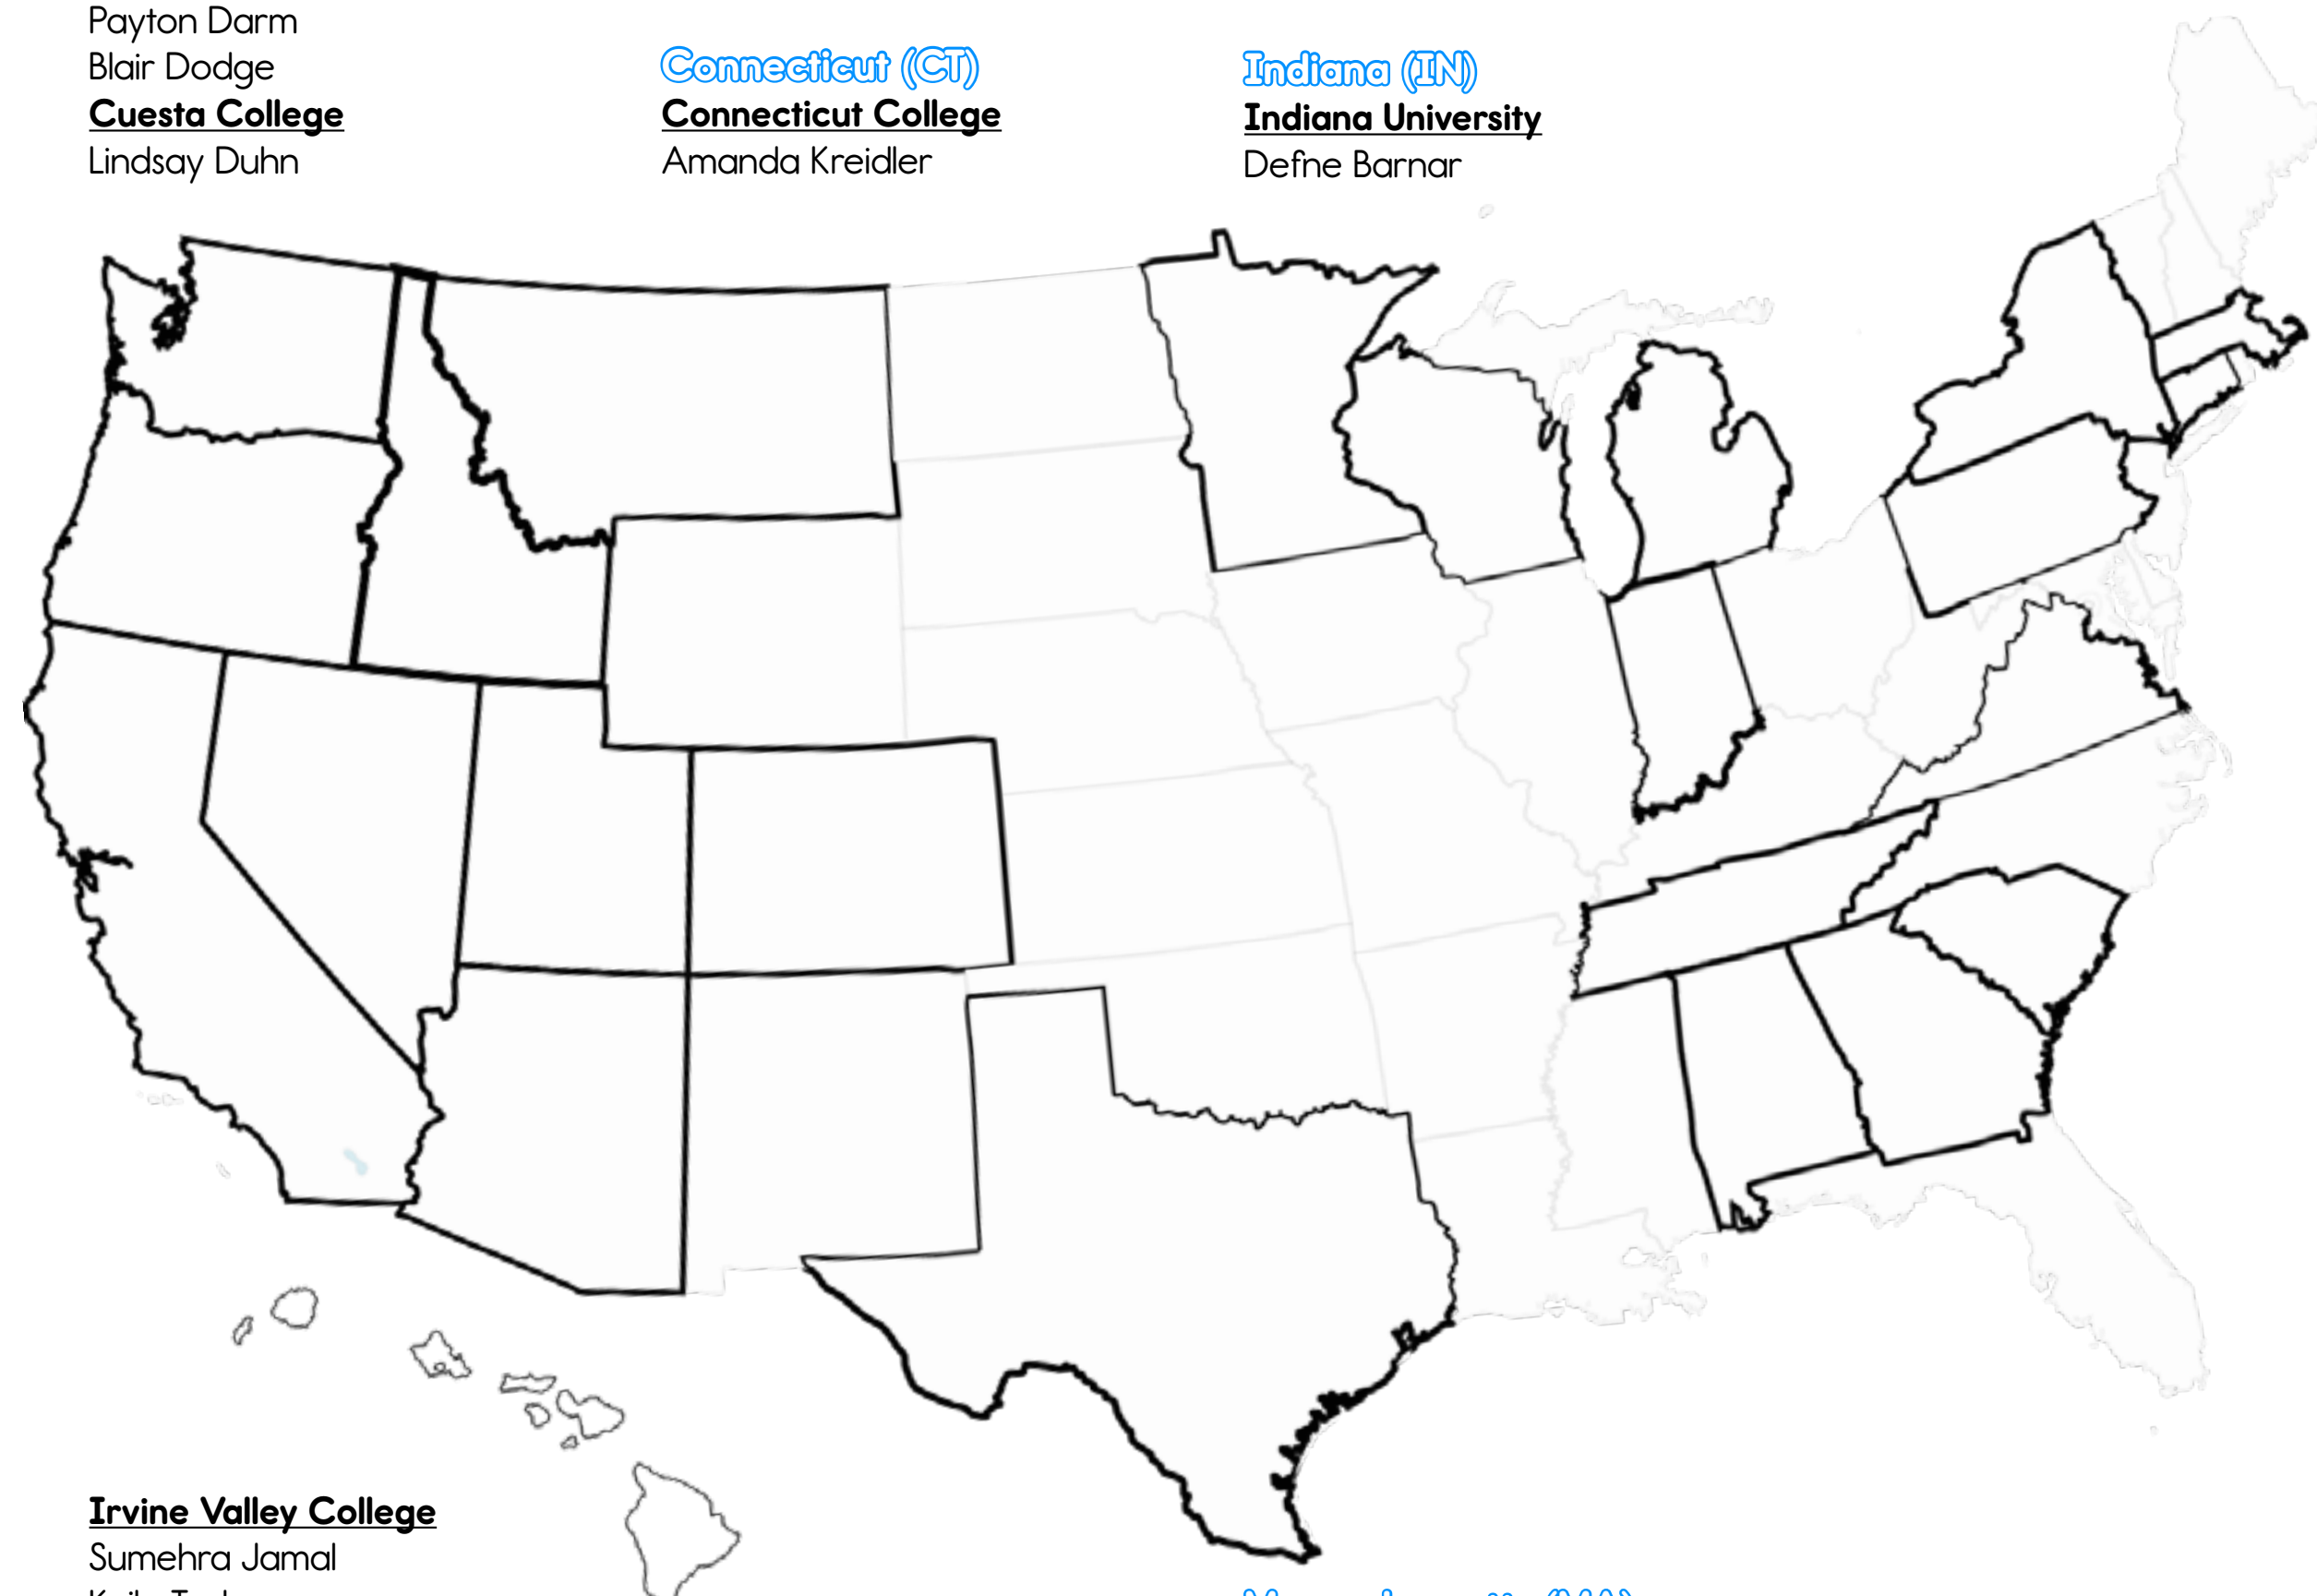 Payton Darm
Blair Dodge
Cuesta College
Lindsay Duhn
Connecticut (CT)
Connecticut College
Amanda Kreidler
Indiana (IN)
Indiana University
Defne Barnar
Irvine Valley College
Sumehra Jamal